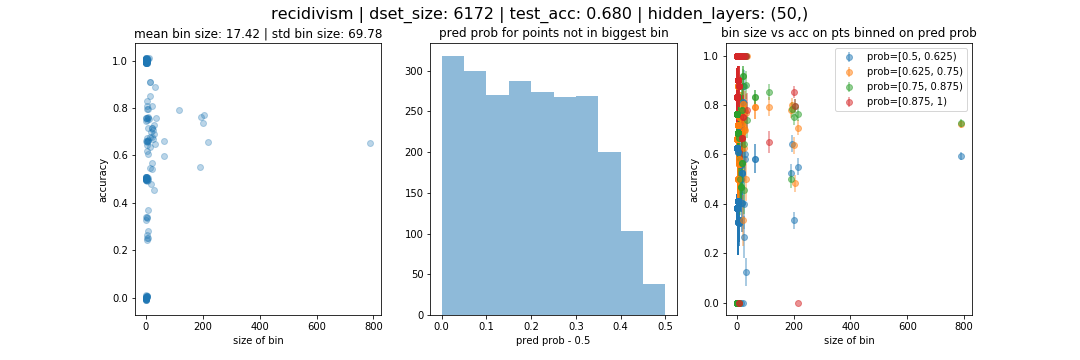 recidivism | dset_size: 6172 | test_acc: 0.680 | hidden_layers: (50,)
mean bin size: 17.42 | std bin size: 69.78
accuracy
1.0
0.8
0.6
0.4
0.2
0.0
0
200
400
600
800
size of bin
pred prob for points not in biggest bin
300
250
200
150
100
50
0
0.0
0.1
0.2
0.3
0.4
0.5
pred prob - 0.5
bin size vs acc on pts binned on pred prob
accuracy
1.0
0.8
0.6
0.4
0.2
0.0
prob=[0.5, 0.625)
prob=[0.625, 0.75)
prob=[0.75, 0.875)
prob=[0.875, 1)
0
200
400
600
800
size of bin